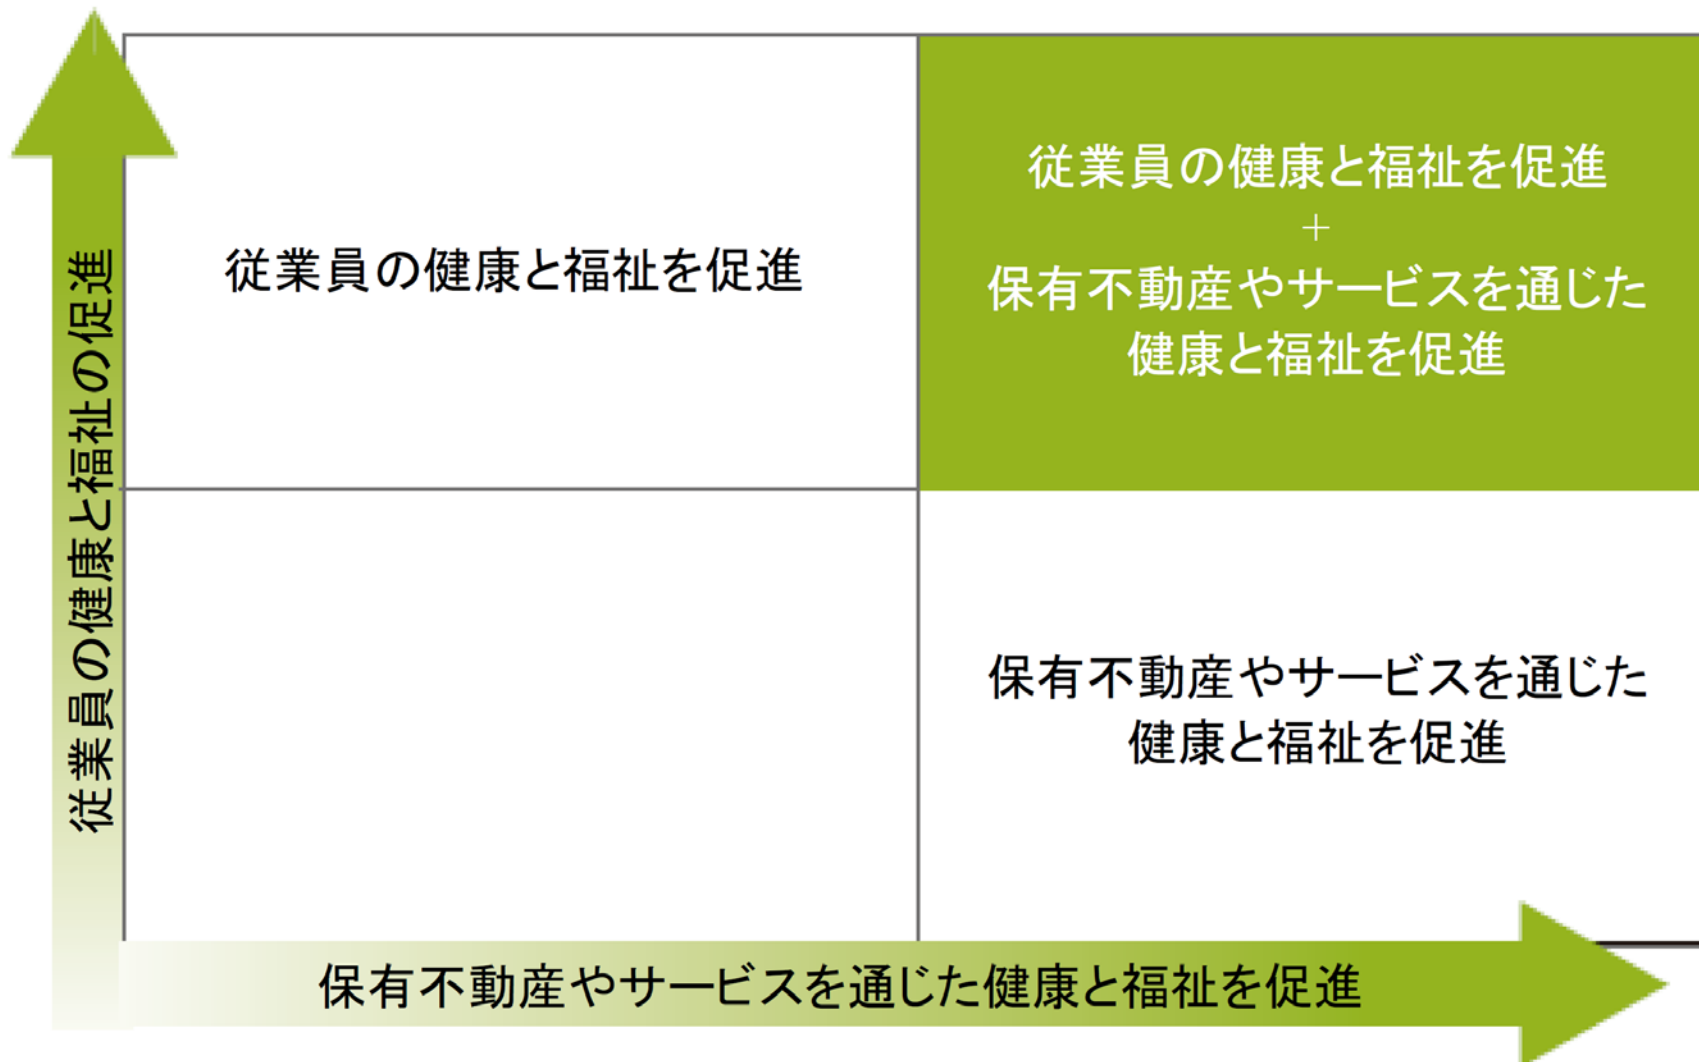 従業員の健康と福祉の促進
従業員の健康と福祉を促進
従業員の健康と福祉を促進
+
保有不動産やサービスを通じた
健康と福祉を促進
保有不動産やサービスを通じた
健康と福祉を促進
保有不動産やサービスを通じた健康と福祉を促進